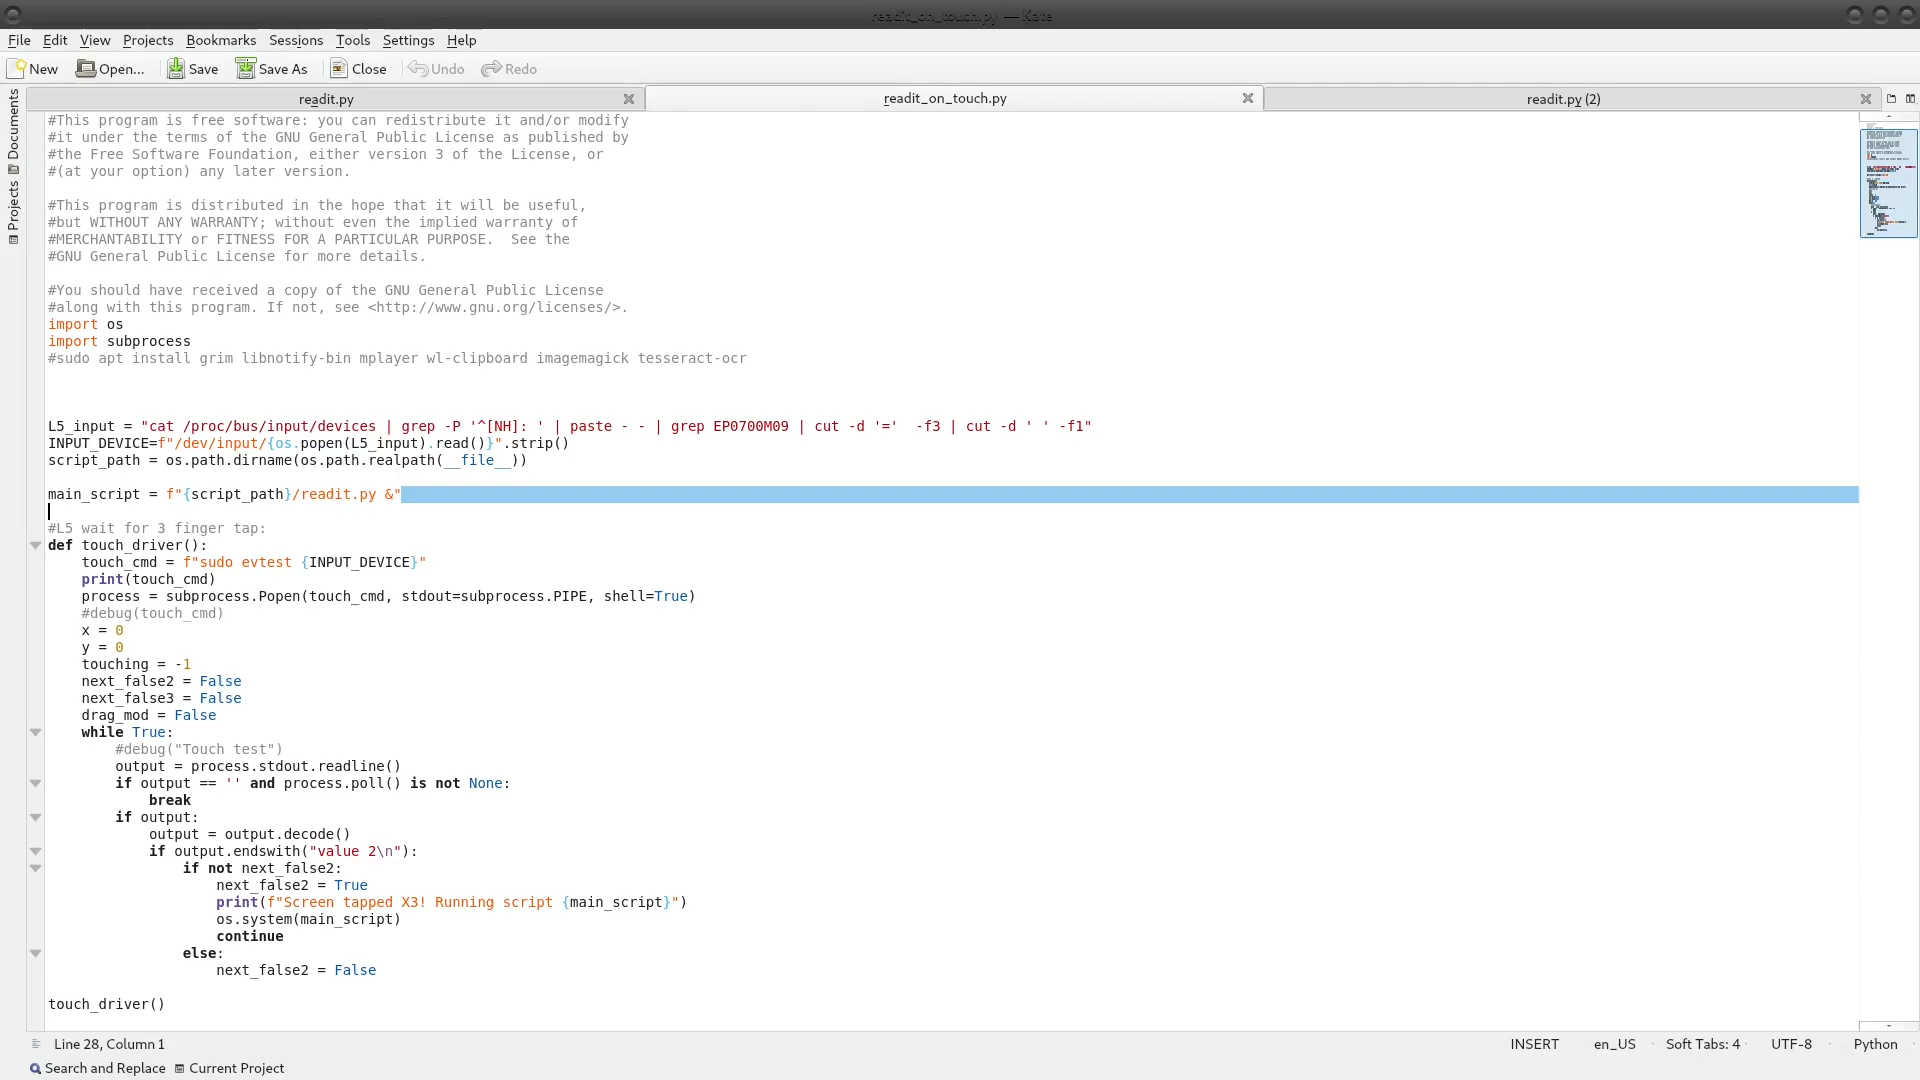 readit_on_touch.py — Kate
File Edit View Projects Bookmarks Sessions Tools Settings Help
New Open... Save Save As Close Undo Redo
readit.py readit_on_touch.py readit.py (2)
Documents
Projects
#This program is free software: you can redistribute it and/or modify
#it under the terms of the GNU General Public License as published by
#the Free Software Foundation, either version 3 of the License, or
#(at your option) any later version.

#This program is distributed in the hope that it will be useful,
#but WITHOUT ANY WARRANTY; without even the implied warranty of
#MERCHANTABILITY or FITNESS FOR A PARTICULAR PURPOSE.  See the
#GNU General Public License for more details.

#You should have received a copy of the GNU General Public License
#along with this program. If not, see <http://www.gnu.org/licenses/>.
import os
import subprocess
#sudo apt install grim libnotify-bin mplayer wl-clipboard imagemagick tesseract-ocr

L5_input = "cat /proc/bus/input/devices | grep -P '^[NH]: ' | paste - - | grep EP0700M09 | cut -d '='  -f3 | cut -d ' ' -f1"
INPUT_DEVICE=f"/dev/input/{os.popen(L5_input).read()}".strip()
script_path = os.path.dirname(os.path.realpath(__file__))

main_script = f"{script_path}/readit.py &"

#L5 wait for 3 finger tap:
def touch_driver():
    touch_cmd = f"sudo evtest {INPUT_DEVICE}"
    print(touch_cmd)
    process = subprocess.Popen(touch_cmd, stdout=subprocess.PIPE, shell=True)
    #debug(touch_cmd)
    x = 0
    y = 0
    touching = -1
    next_false2 = False
    next_false3 = False
    drag_mod = False
    while True:
        #debug("Touch test")
        output = process.stdout.readline()
        if output == '' and process.poll() is not None:
            break
        if output:
            output = output.decode()
            if output.endswith("value 2\n"):
                if not next_false2:
                    next_false2 = True
                    print(f"Screen tapped X3! Running script {main_script}")
                    os.system(main_script)
                    continue
                else:
                    next_false2 = False

touch_driver()
Line 28, Column 1 INSERT en_US Soft Tabs: 4 UTF-8 Python
Search and Replace Current Project